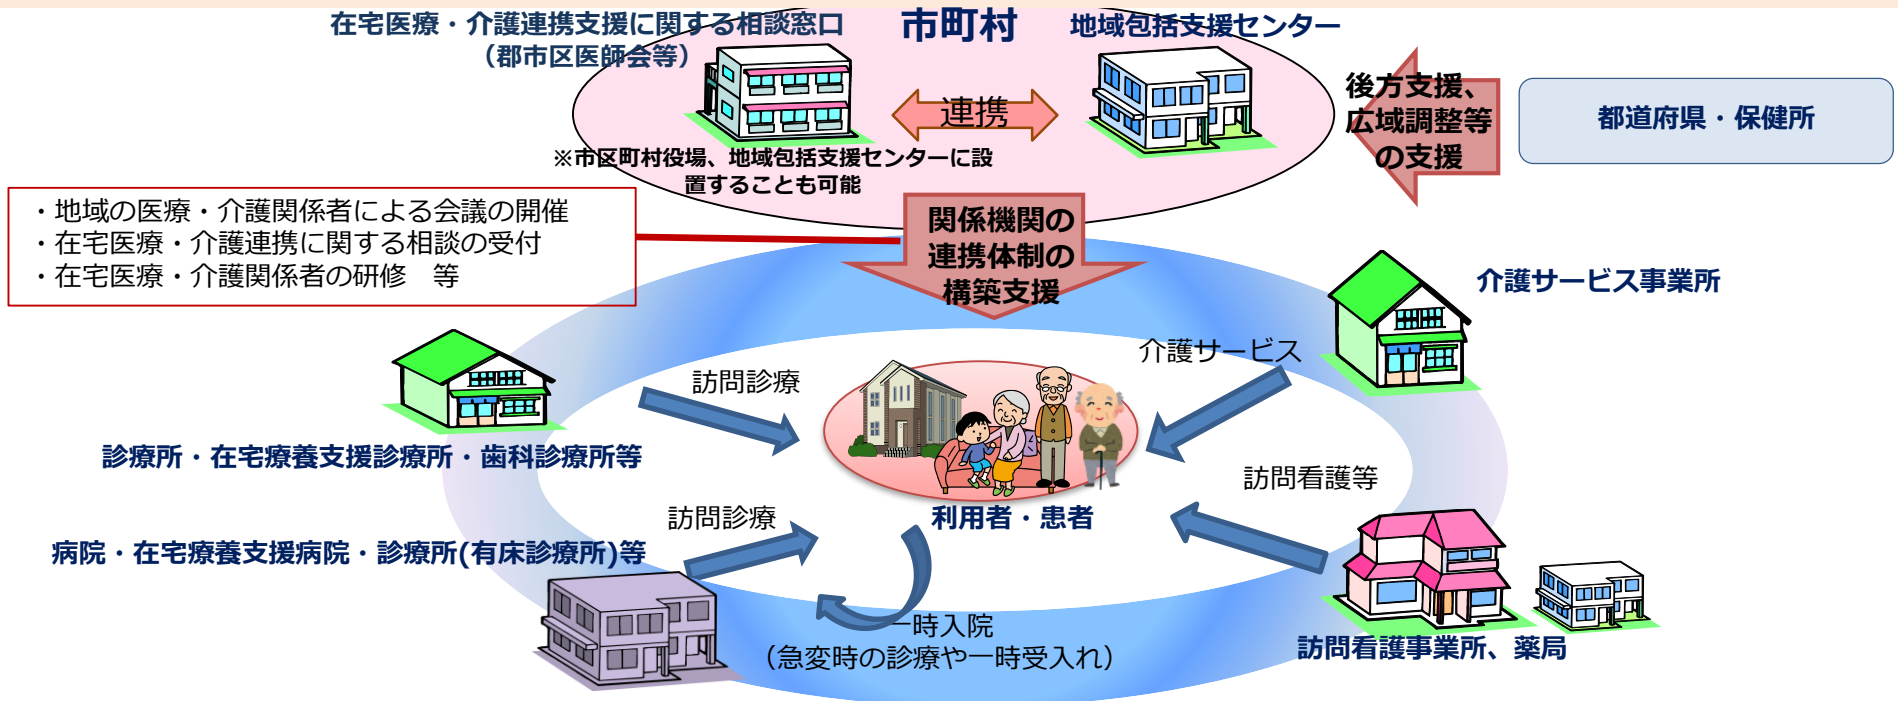 在宅医療・介護連携支援に関する相談窓口
（郡市区医師会等）
市町村
地域包括支援センター
連携
※市区町村役場、地域包括支援センターに設
置することも可能
後方支援、
広域調整等
の支援
都道府県・保健所
・地域の医療・介護関係者による会議の開催
・在宅医療・介護連携に関する相談の受付
・在宅医療・介護関係者の研修　等
関係機関の
連携体制の
構築支援
介護サービス事業所
介護サービス
訪問診療
診療所・在宅療養支援診療所・歯科診療所等
利用者・患者
訪問看護等
訪問診療
病院・在宅療養支援病院・診療所(有床診療所)等
一時入院
（急変時の診療や一時受入れ）
訪問看護事業所、薬局